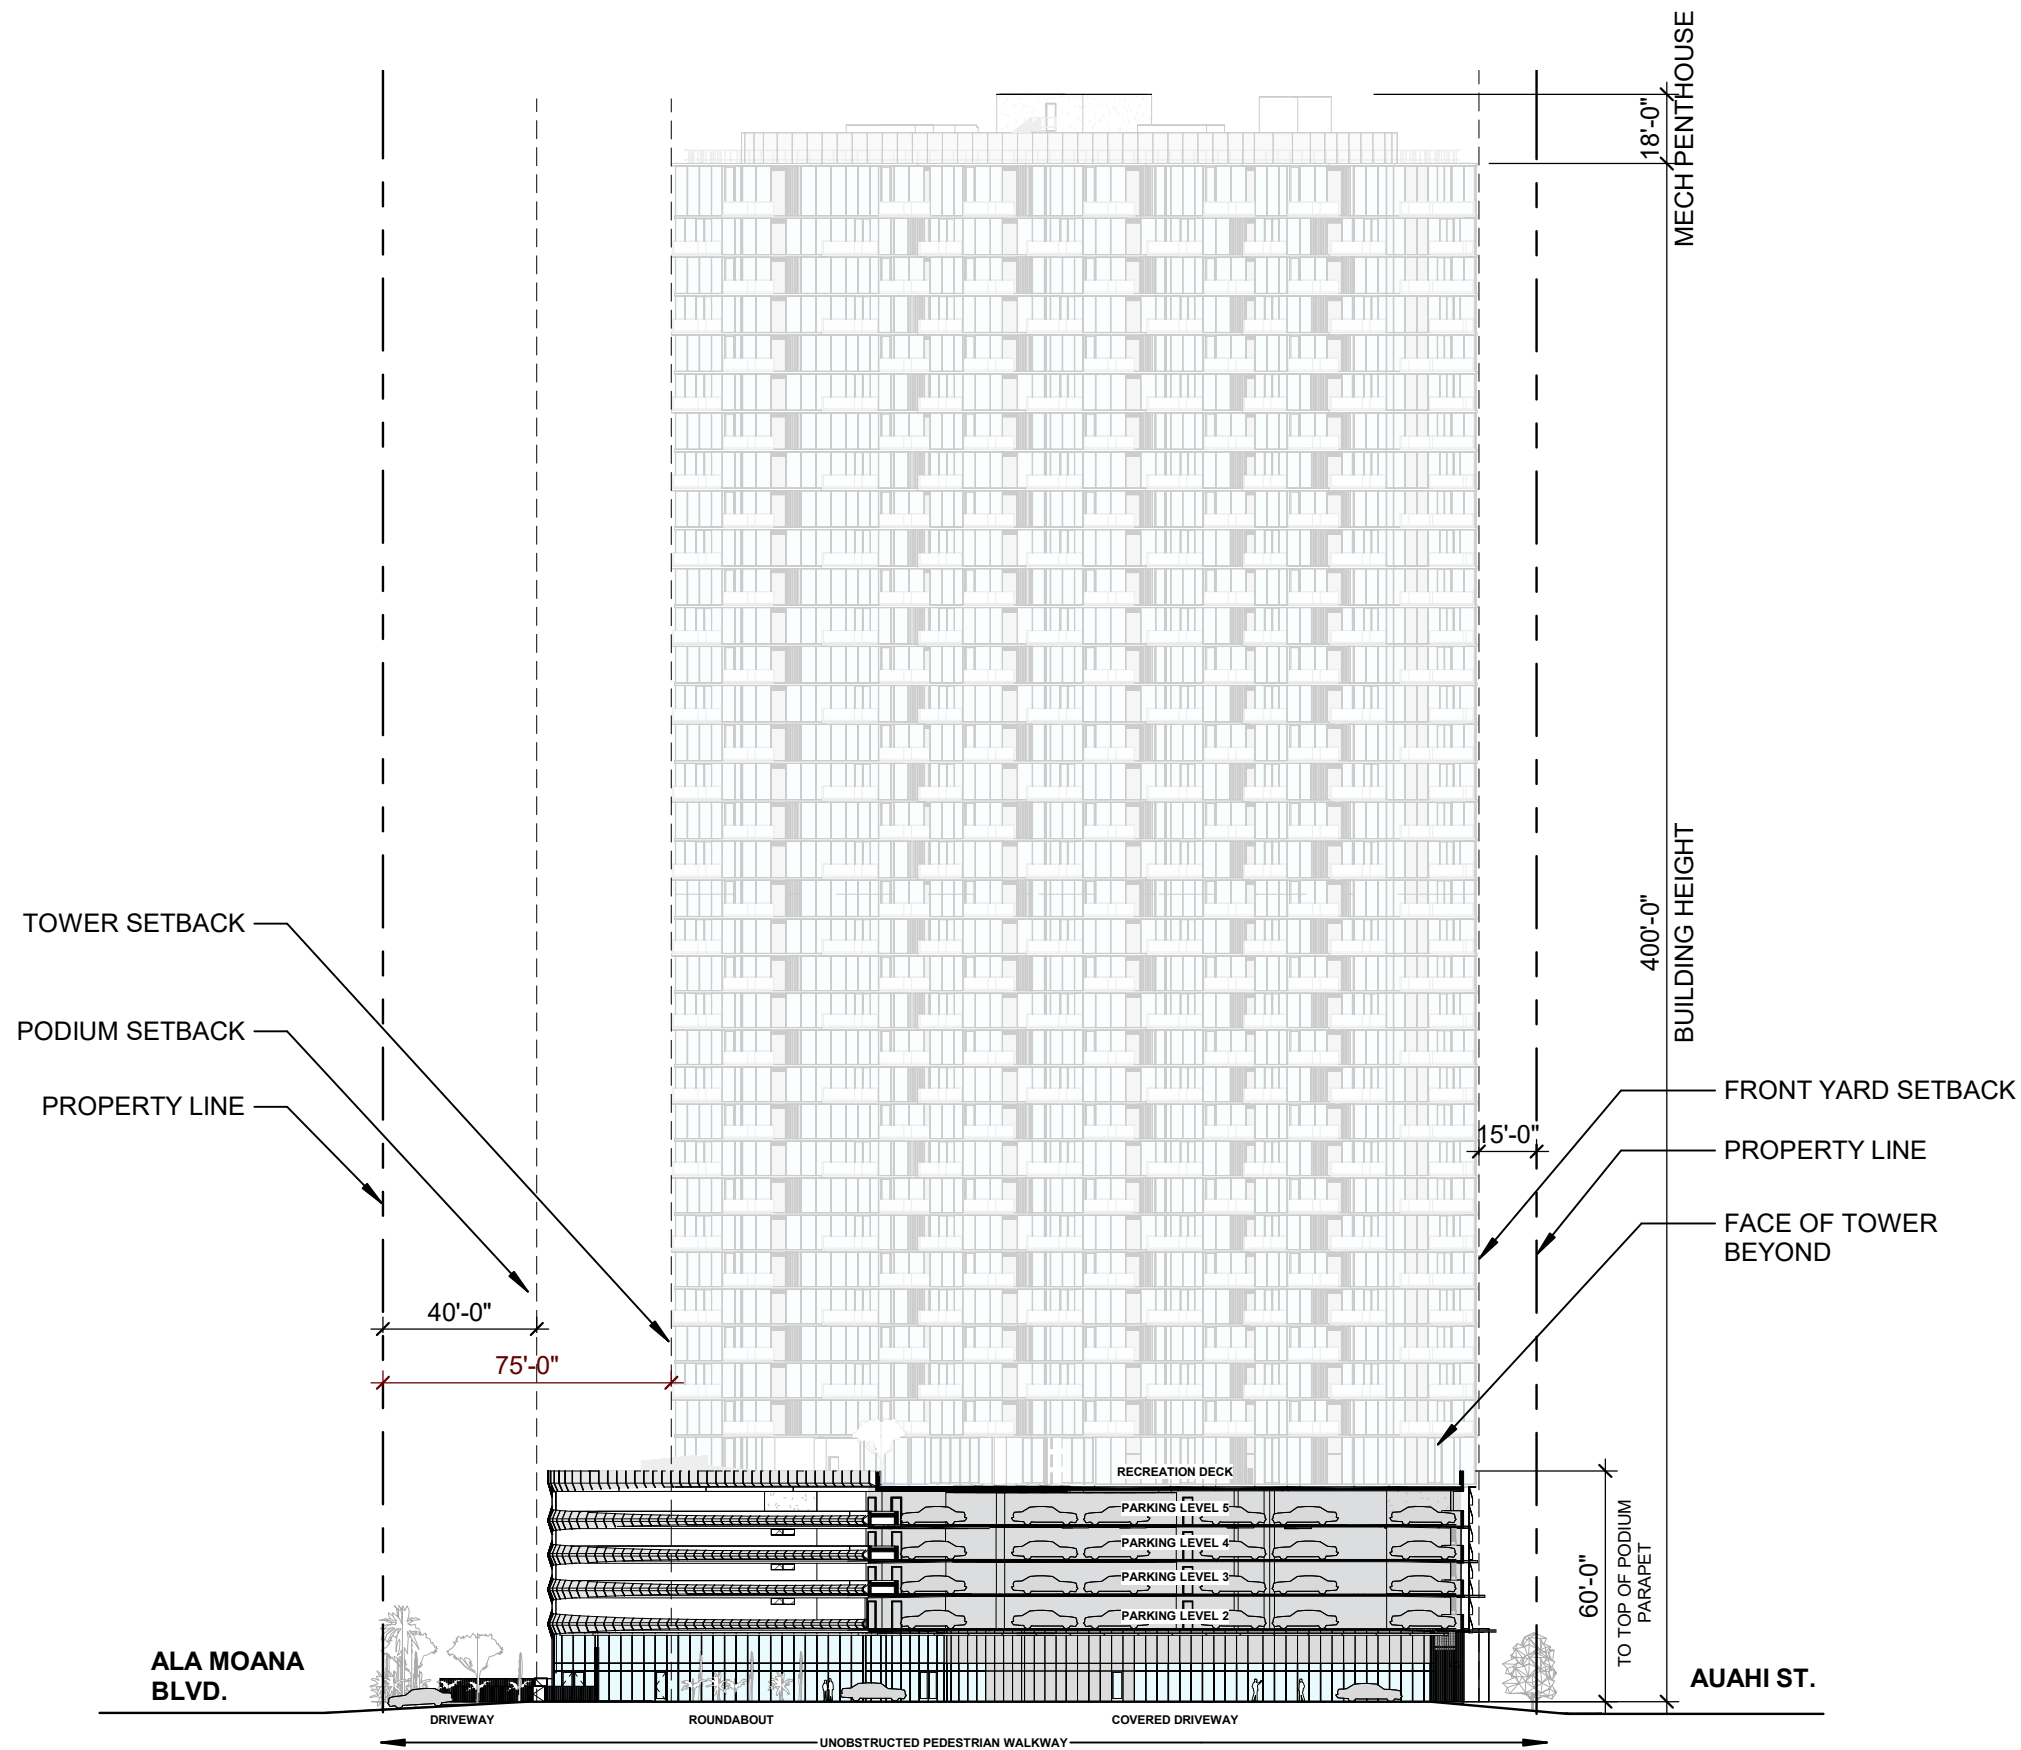 MECH PENTHOUSE
18'-0"
BUILDING HEIGHT
400'-0"
TOWER SETBACK
PODIUM SETBACK
PROPERTY LINE
FRONT YARD SETBACK
15'-0"
PROPERTY LINE
FACE OF TOWER
BEYOND
40'-0"
75'-0"
RECREATION DECK
PARKING LEVEL 5
PARKING LEVEL 4
PARKING LEVEL 3
PARKING LEVEL 2
60'-0"
TO TOP OF PODIUM
PARAPET
ALA MOANA
BLVD.
AUAHI ST.
DRIVEWAY
ROUNDABOUT
COVERED DRIVEWAY
UNOBSTRUCTED PEDESTRIAN WALKWAY